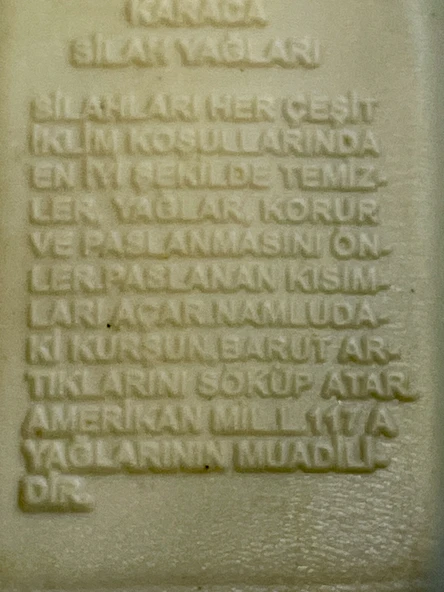 KARACA
SİLAH YAĞLARI
SİLAHLARI HER ÇEŞİT
İKLİM KOŞULLARINDA
EN İYİ ŞEKİLDE TEMİZ-
LER, YAĞLAR, KORUR
VE PASLANMASINI ÖN-
LER.PASLANAN KISIM-
LARI AÇAR.NAMLUDA-
Kİ KURŞUN,BARUT AR-
TIKLARINI SÖKÜP ATAR.
AMERİKAN MİL.L.117 A
YAĞLARININ MUADİLİ-
DİR.